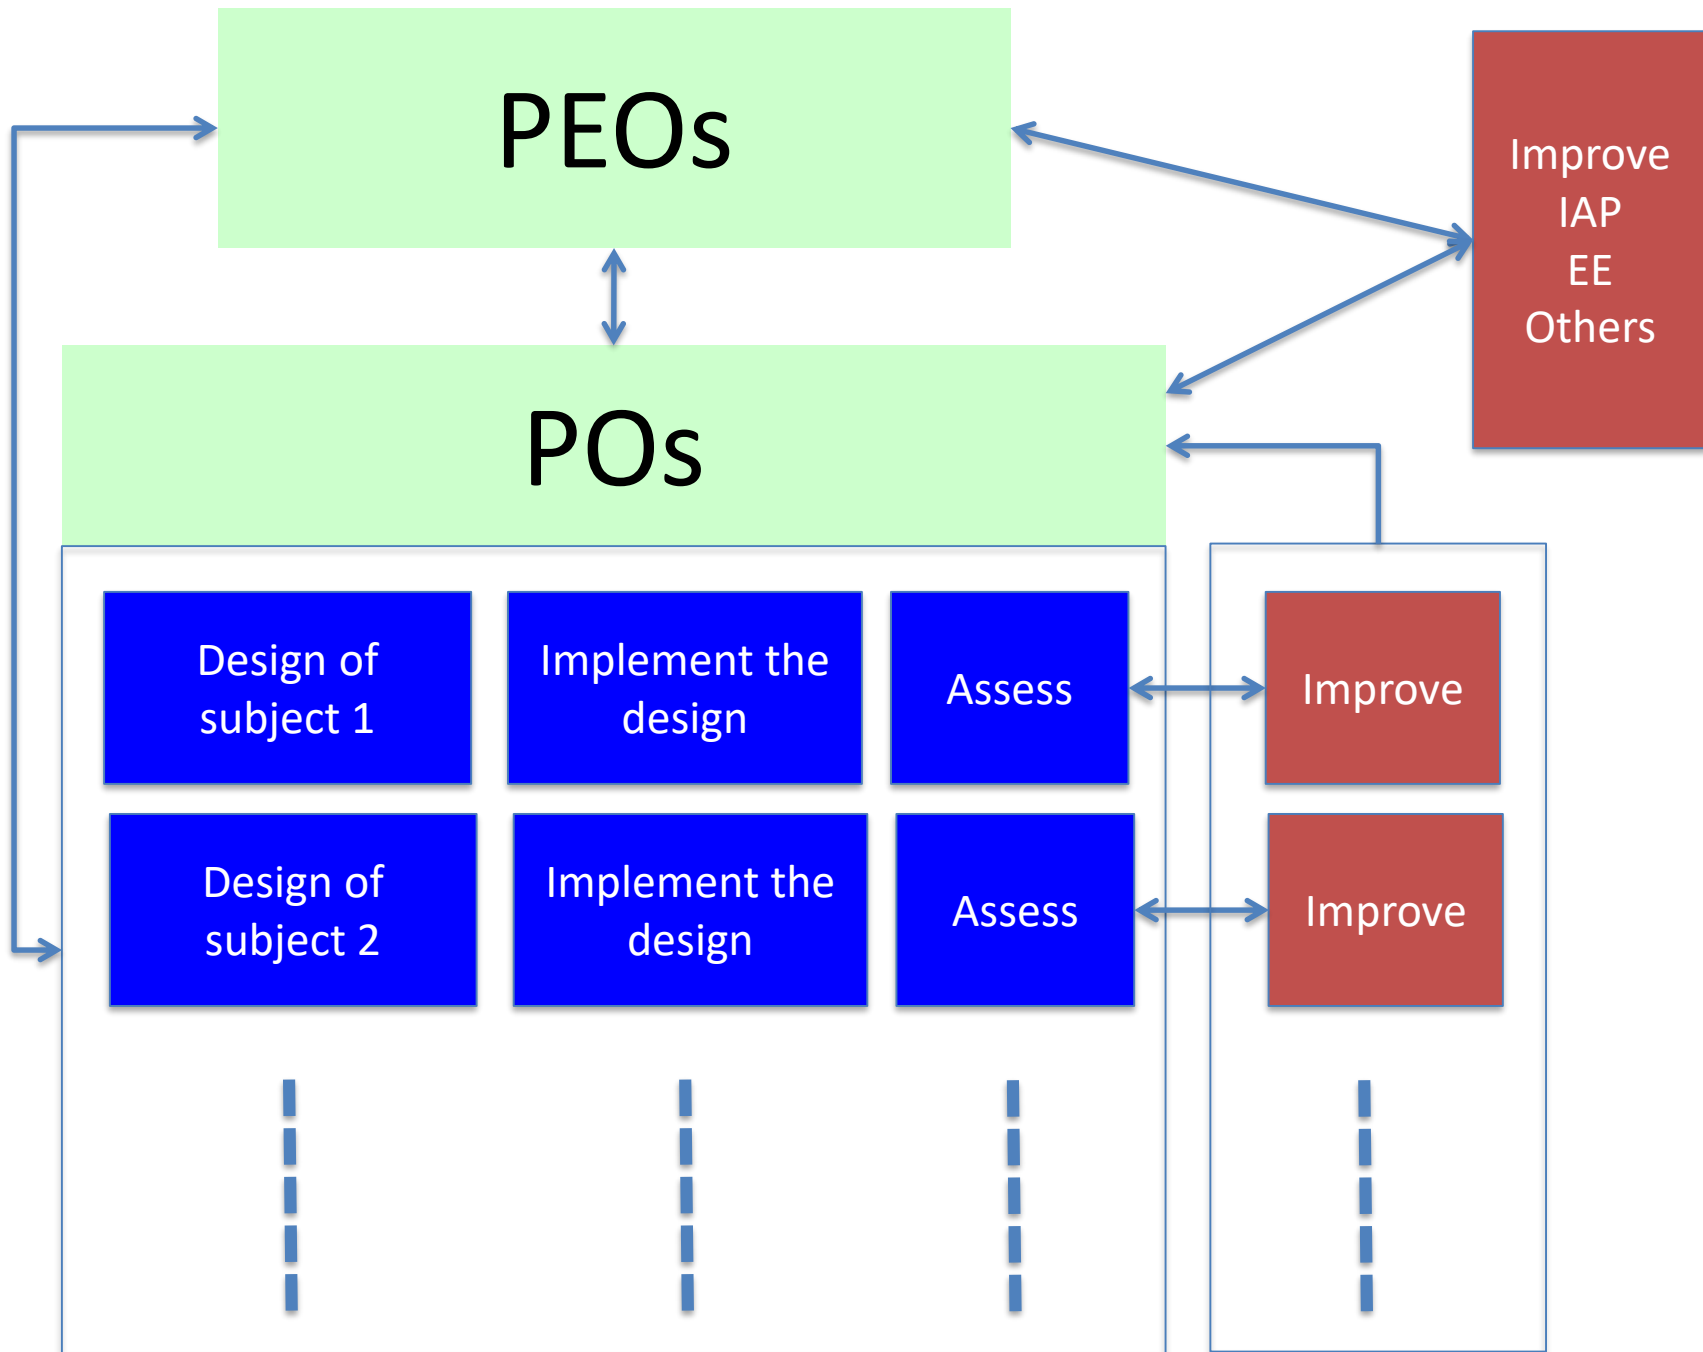 PEOs
Improve
IAP
EE
Others
POs
Design of
subject 1
Implement the
design
Assess
Improve
Design of
subject 2
Implement the
design
Assess
Improve